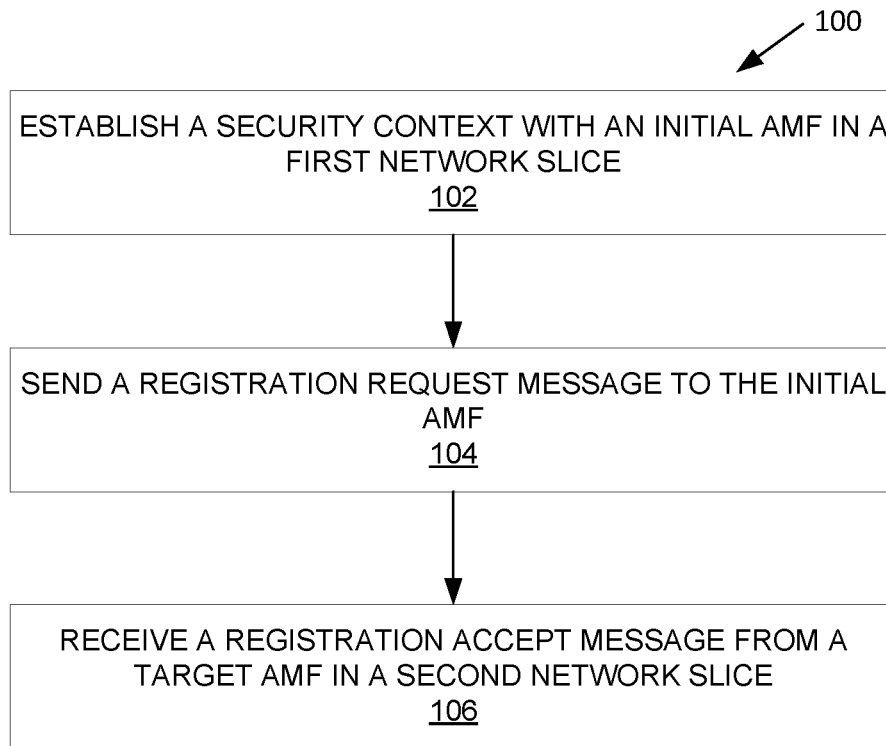 100
ESTABLISH A SECURITY CONTEXT WITH AN INITIAL AMF IN A
FIRST NETWORK SLICE
102
SEND A REGISTRATION REQUEST MESSAGE TO THE INITIAL
AMF
104
RECEIVE A REGISTRATION ACCEPT MESSAGE FROM A
TARGET AMF IN A SECOND NETWORK SLICE
106